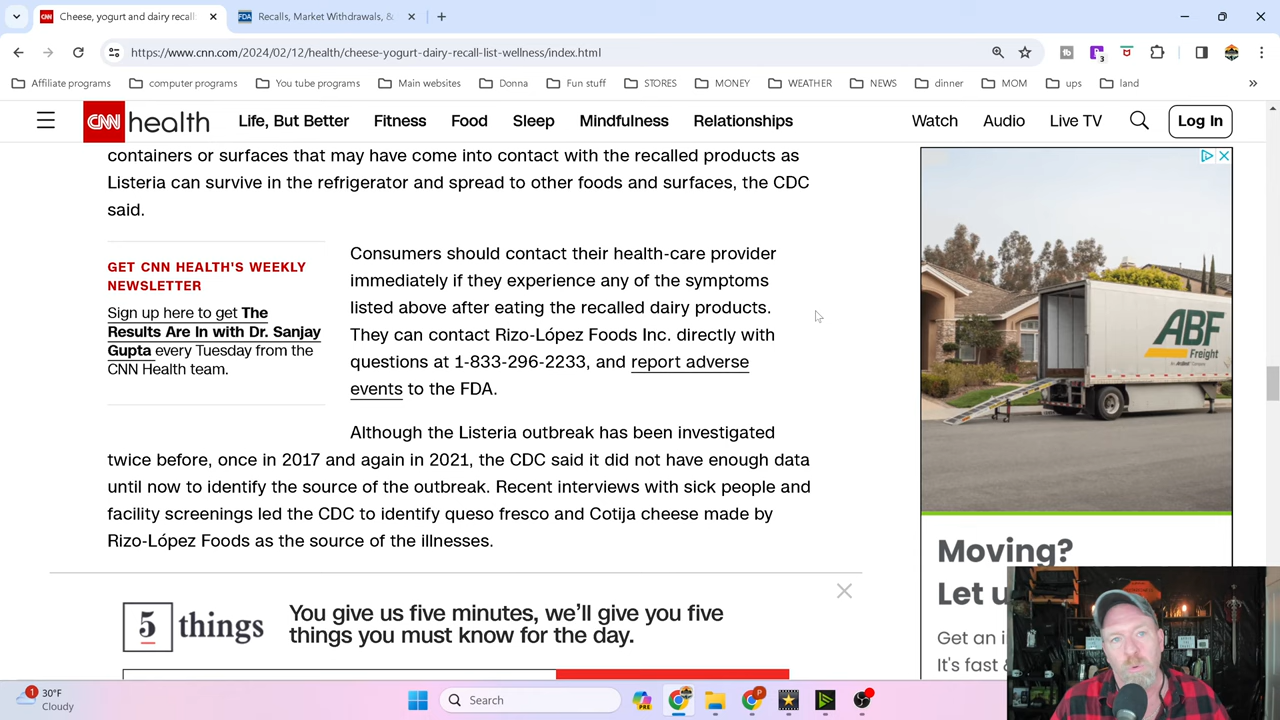 Cheese, yogurt and dairy recall
Recalls, Market Withdrawals, &
https://www.cnn.com/2024/02/12/health/cheese-yogurt-dairy-recall-list-wellness/index.html
3
Affiliate programs computer programs You tube programs Main websites Donna Fun stuff STORES MONEY WEATHER NEWS dinner MOM ups land
CNN health Life, But Better Fitness Food Sleep Mindfulness Relationships Watch Audio Live TV Log In
containers or surfaces that may have come into contact with the recalled products as
Listeria can survive in the refrigerator and spread to other foods and surfaces, the CDC
said.
GET CNN HEALTH'S WEEKLY
NEWSLETTER
Sign up here to get The
Results Are In with Dr. Sanjay
Gupta every Tuesday from the
CNN Health team.
Consumers should contact their health-care provider
immediately if they experience any of the symptoms
listed above after eating the recalled dairy products.
They can contact Rizo-López Foods Inc. directly with
questions at 1-833-296-2233, and report adverse
events to the FDA.
Although the Listeria outbreak has been investigated
twice before, once in 2017 and again in 2021, the CDC said it did not have enough data
until now to identify the source of the outbreak. Recent interviews with sick people and
facility screenings led the CDC to identify queso fresco and Cotija cheese made by
Rizo-López Foods as the source of the illnesses.
5 things
You give us five minutes, we'll give you five
things you must know for the day.
ABF
Freight
Moving?
Let u
Get an i
It's fast &
1
30°F
Cloudy